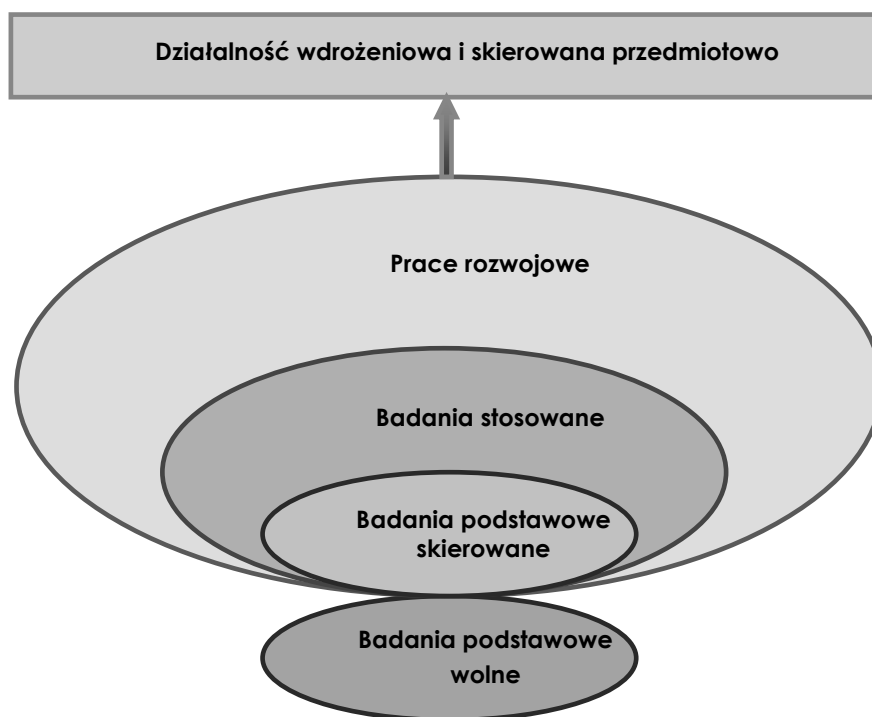 Działalność wdrożeniowa i skierowana przedmiotowo
Prace rozwojowe
Badania stosowane
Badania podstawowe
skierowane
Badania podstawowe
wolne